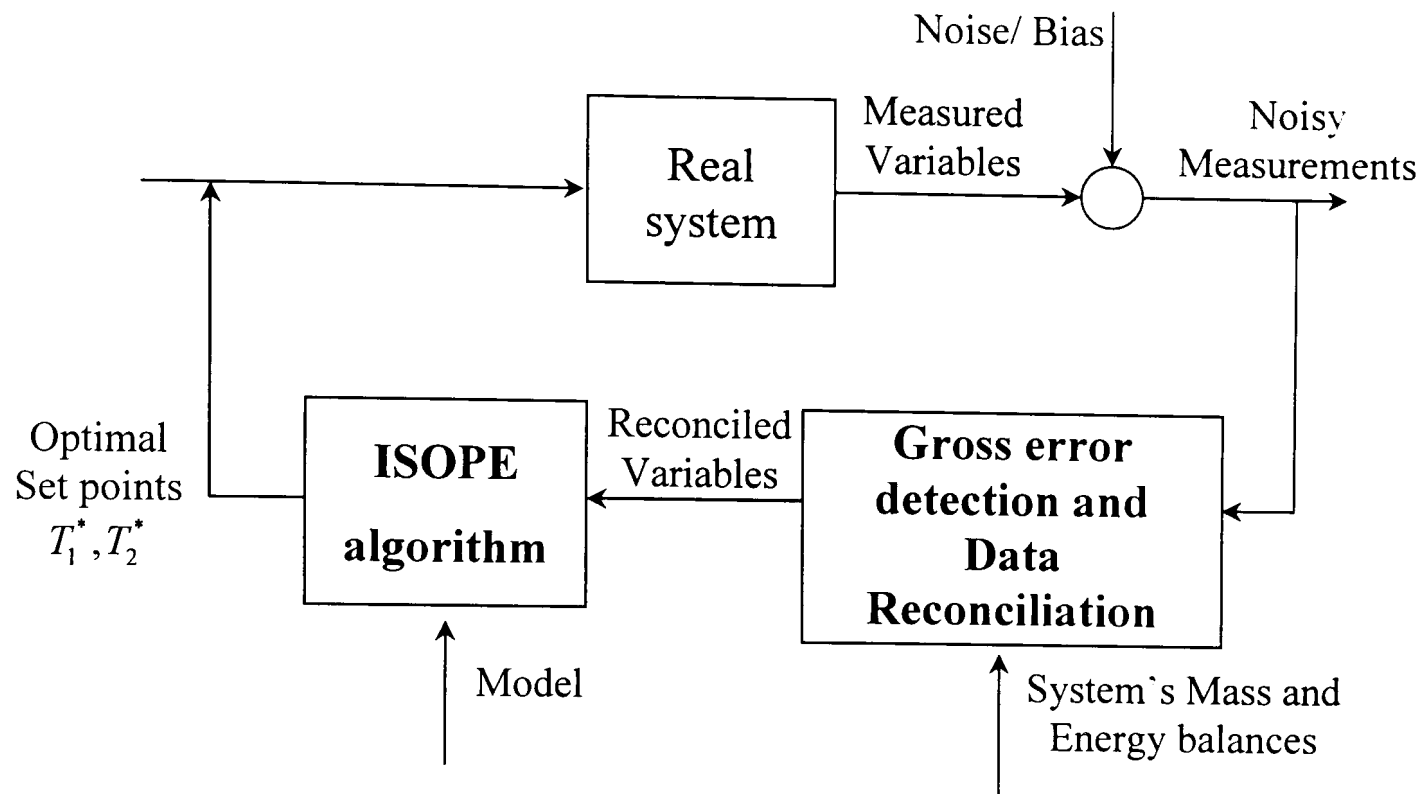 Noise/ Bias
Real
system
Measured
Variables
Noisy
Measurements
Optimal
Set points
T₁*, T₂*
ISOPE
algorithm
Reconciled
Variables
Gross error
detection and
Data
Reconciliation
Model
System`s Mass and
Energy balances